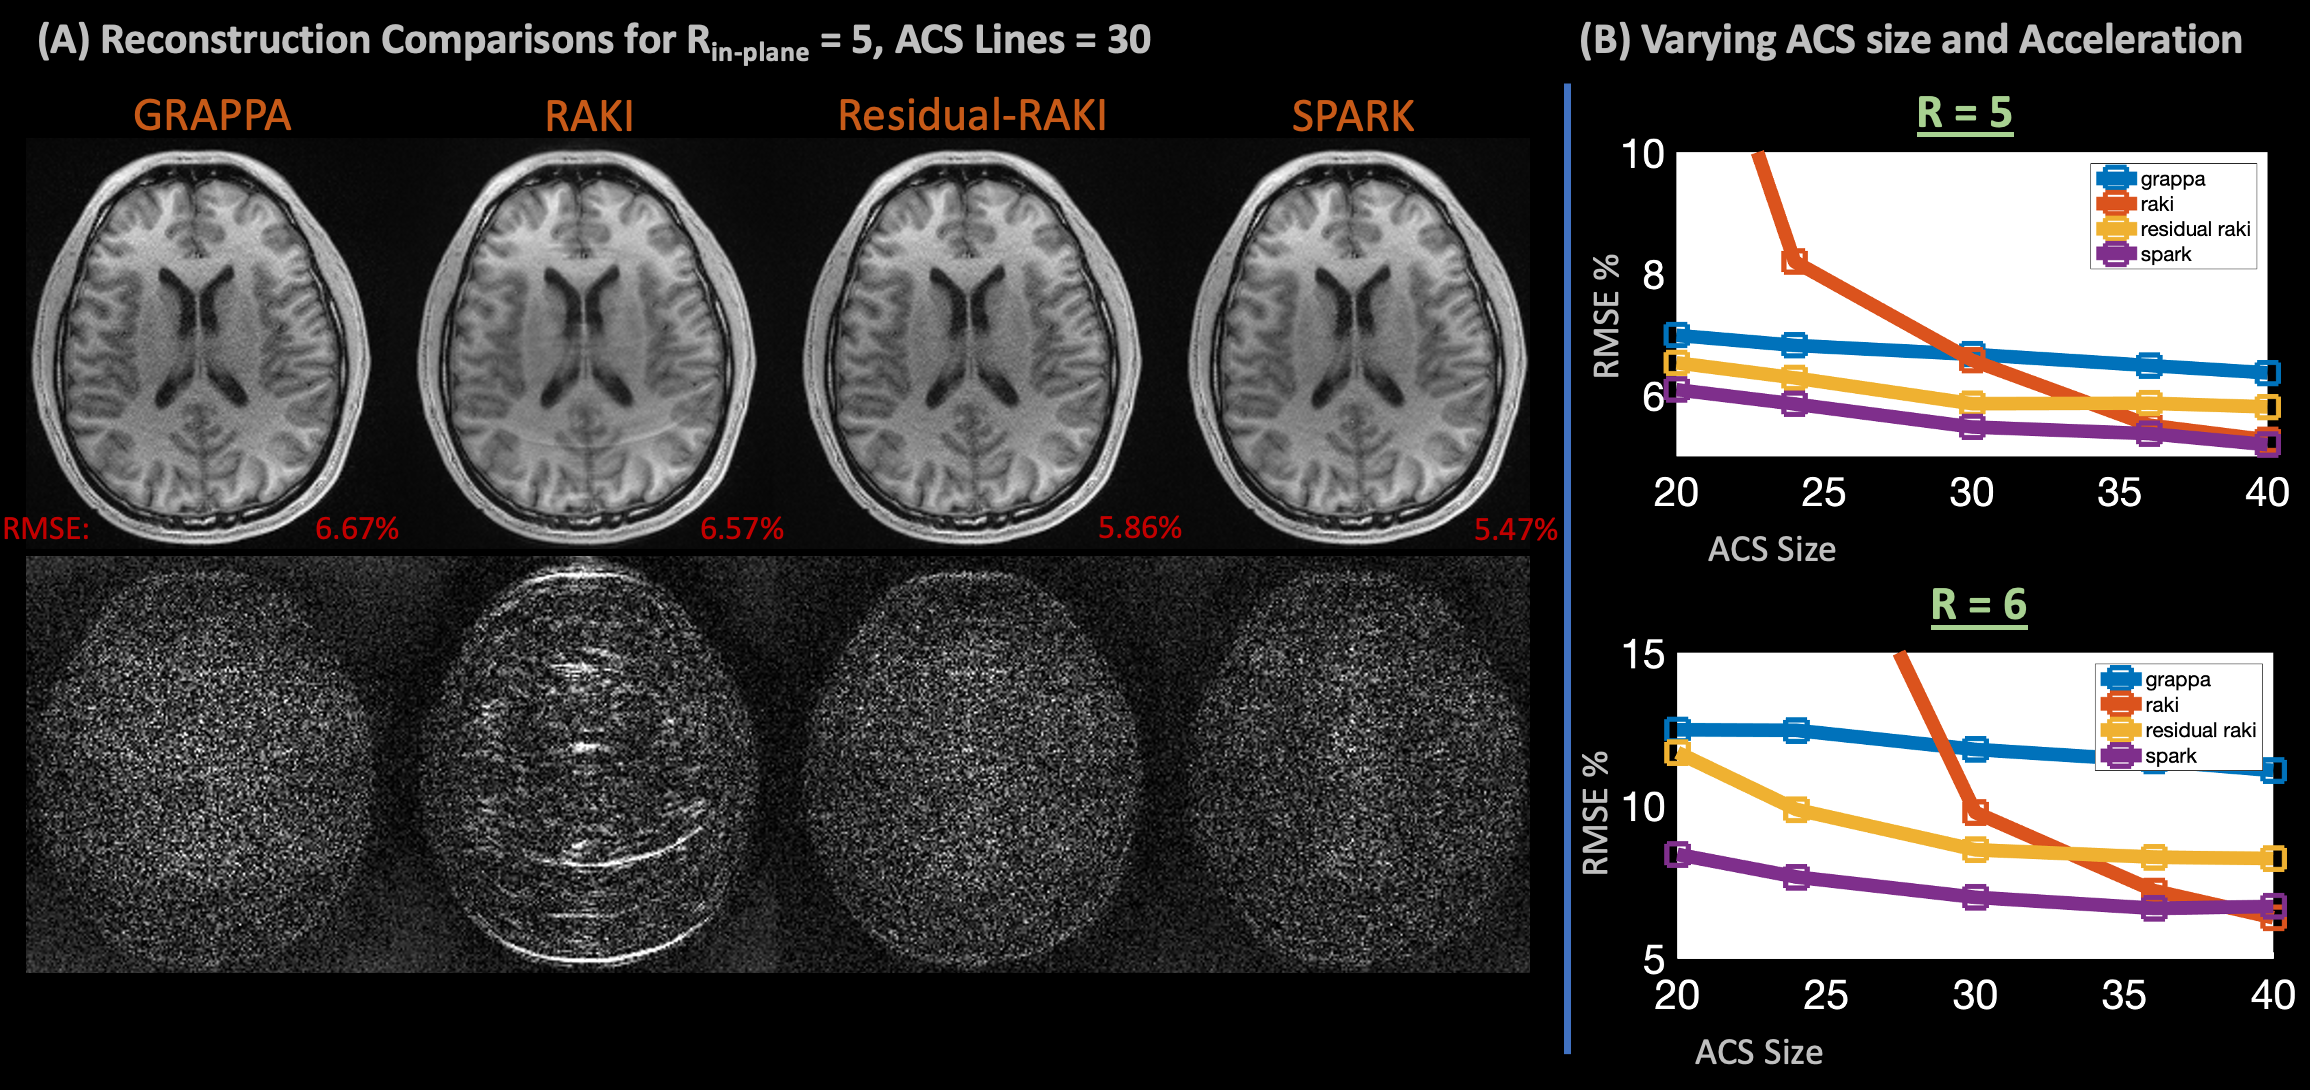 (A) Reconstruction Comparisons for Rin-plane = 5, ACS Lines = 30
GRAPPA RAKI Residual-RAKI SPARK
RMSE: 6.67% 6.57% 5.86% 5.47%
(B) Varying ACS size and Acceleration
R = 5
10
8
6
RMSE %
grappa
raki
residual raki
spark
20 25 30 35 40
ACS Size
R = 6
15
10
5
RMSE %
grappa
raki
residual raki
spark
20 25 30 35 40
ACS Size